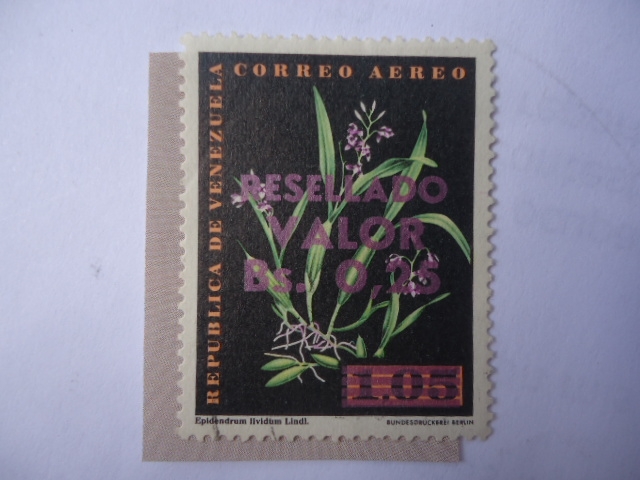 CORREO AEREO
REPUBLICA DE VENEZUELA
RESELLADO
VALOR
Bs. 0,25
1.05
Epidendrum lividum Lindl.
BUNDESDRUCKEREI BERLIN